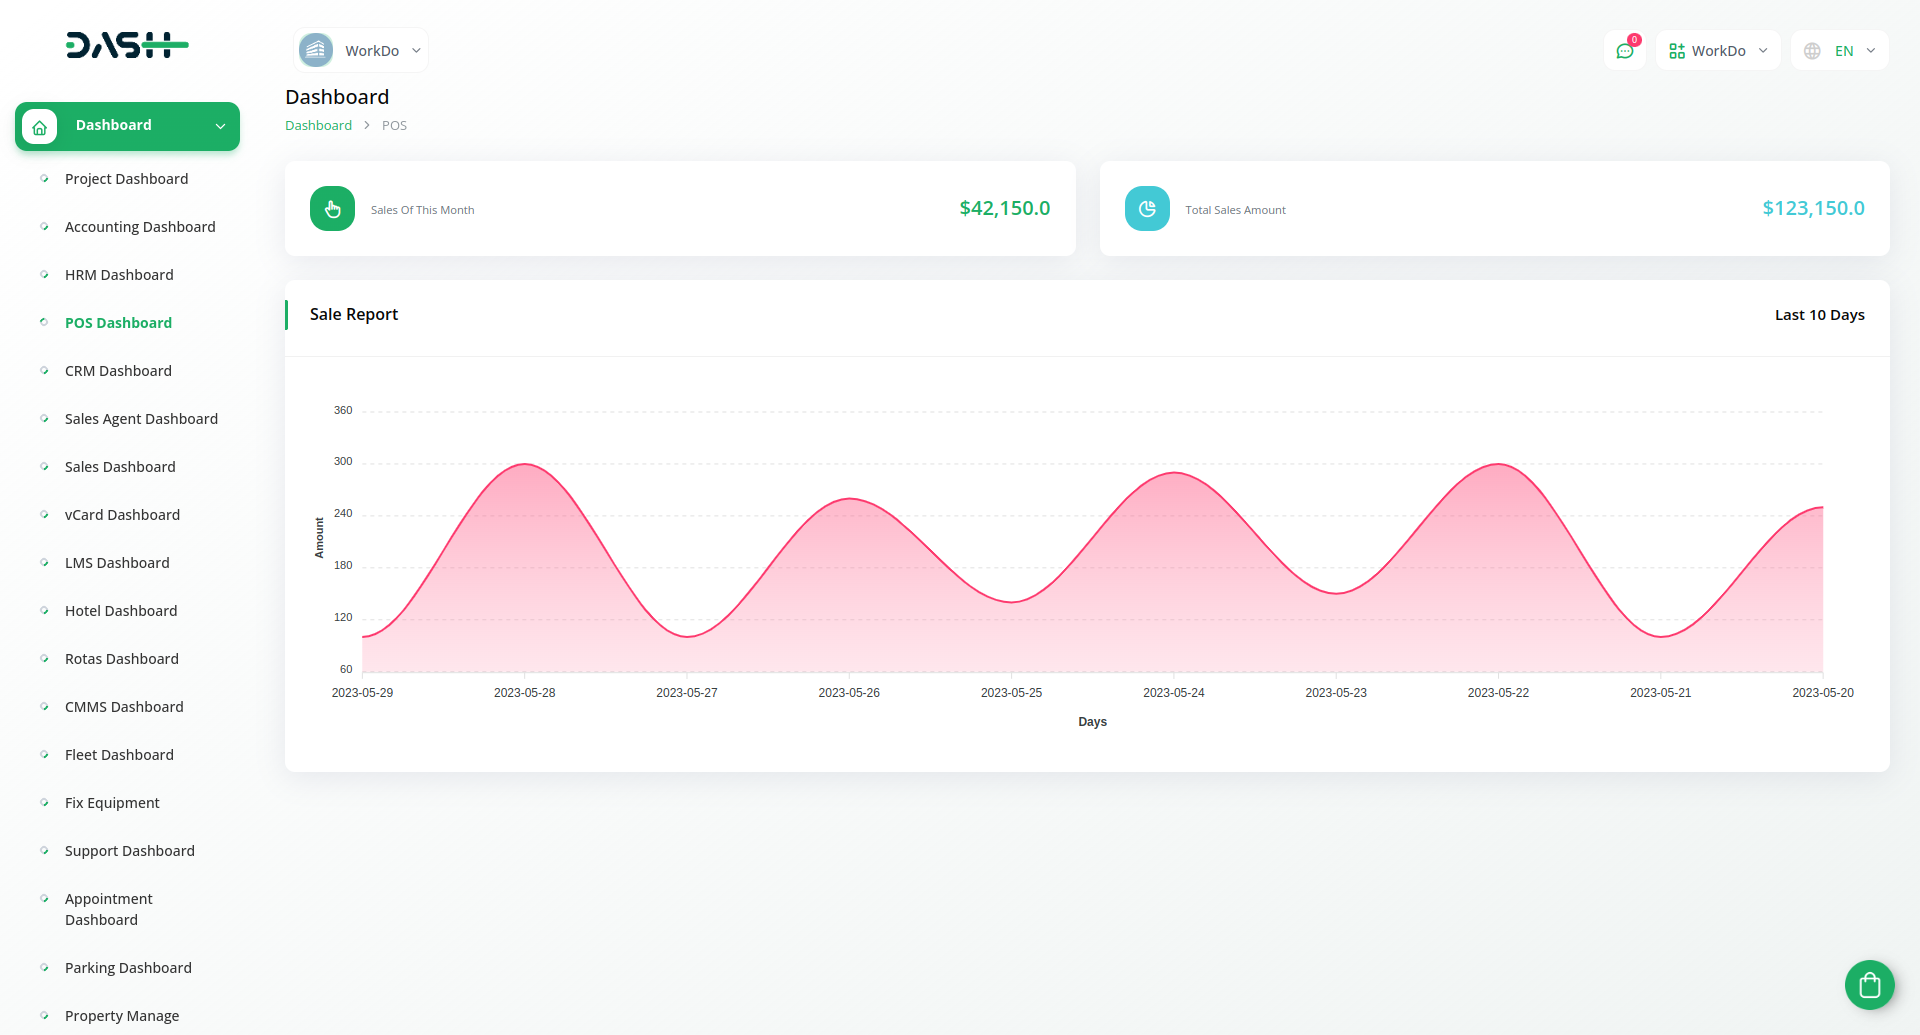 DASH
WorkDo
0
WorkDo
EN
Dashboard
Dashboard > POS
Dashboard
Project Dashboard
Accounting Dashboard
HRM Dashboard
POS Dashboard
CRM Dashboard
Sales Agent Dashboard
Sales Dashboard
vCard Dashboard
LMS Dashboard
Hotel Dashboard
Rotas Dashboard
CMMS Dashboard
Fleet Dashboard
Fix Equipment
Support Dashboard
Appointment
Dashboard
Parking Dashboard
Property Manage
Sales Of This Month
$42,150.0
Total Sales Amount
$123,150.0
Sale Report
Last 10 Days
360
300
240
180
120
60
Amount
2023-05-29 2023-05-28 2023-05-27 2023-05-26 2023-05-25 2023-05-24 2023-05-23 2023-05-22 2023-05-21 2023-05-20
Days